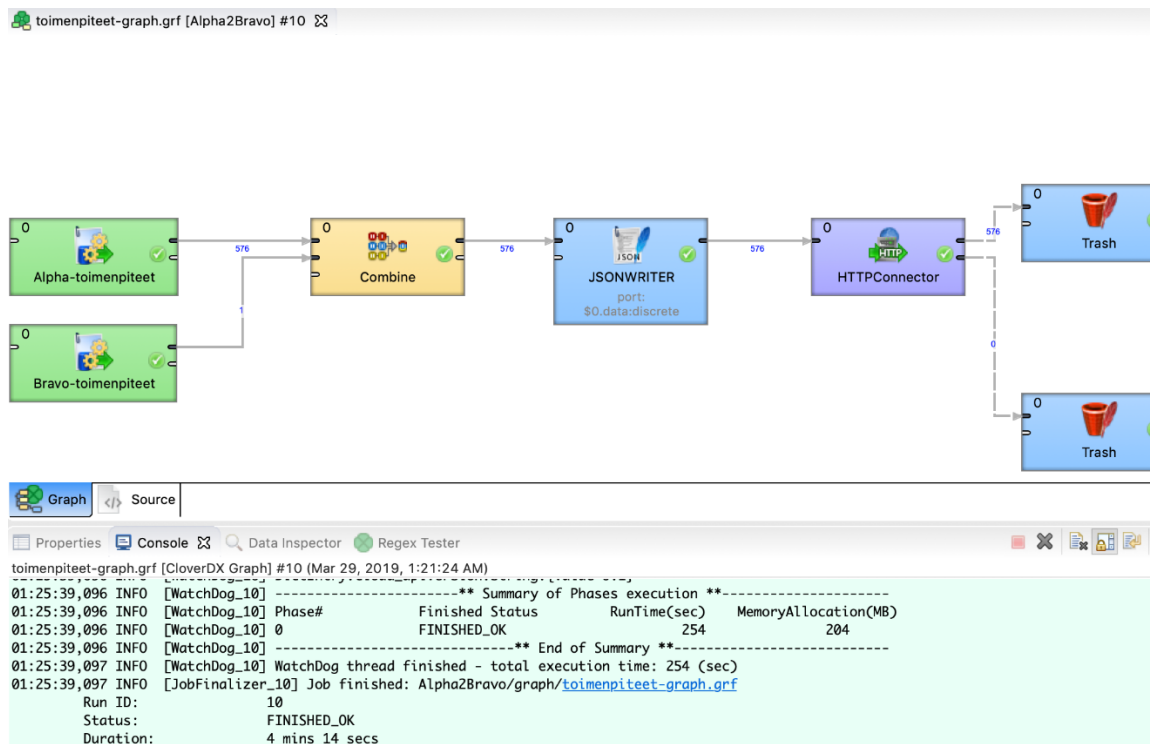 toimenpiteet-graph.grf [Alpha2Bravo] #10
0
Alpha-toimenpiteet
576
0
Bravo-toimenpiteet
1
0
Combine
576
0
JSON
JSONWRITER
port:
$0.data:discrete
576
0
HTTP
HTTPConnector
576
0
0
Trash
0
Trash
Graph
Source
Properties
Console
Data Inspector
Regex Tester
toimenpiteet-graph.grf [CloverDX Graph] #10 (Mar 29, 2019, 1:21:24 AM)
01:25:39,096 INFO [WatchDog_10] -----------------------** Summary of Phases execution **---------------------
01:25:39,096 INFO [WatchDog_10] Phase# Finished Status RunTime(sec) MemoryAllocation(MB)
01:25:39,096 INFO [WatchDog_10] 0 FINISHED_OK 254 204
01:25:39,096 INFO [WatchDog_10] ------------------------------** End of Summary **---------------------------
01:25:39,097 INFO [WatchDog_10] WatchDog thread finished - total execution time: 254 (sec)
01:25:39,097 INFO [JobFinalizer_10] Job finished: Alpha2Bravo/graph/toimenpiteet-graph.grf
Run ID: 10
Status: FINISHED_OK
Duration: 4 mins 14 secs